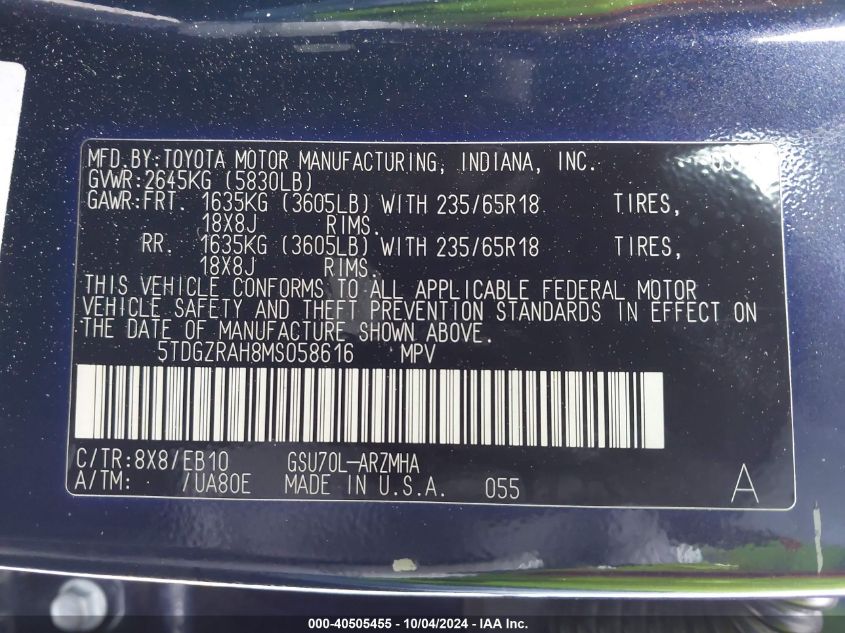 MFD.BY:TOYOTA MOTOR MANUFACTURING, INDIANA, INC.
GVWR:2645KG (5830LB)
GAWR:FRT. 1635KG (3605LB) WITH 235/65R18 TIRES,
18X8J RIMS.
RR. 1635KG (3605LB) WITH 235/65R18 TIRES,
18X8J RIMS.
THIS VEHICLE CONFORMS TO ALL APPLICABLE FEDERAL MOTOR
VEHICLE SAFETY AND THEFT PREVENTION STANDARDS IN EFFECT ON
THE DATE OF MANUFACTURE SHOWN ABOVE.
5TDGZRAH8MS058616 MPV
C/TR:8X8/EB10 GSU70L-ARZMHA
A/TM: /UA80E MADE IN U.S.A. 055 A
000-40505455 - 10/04/2024 - IAA Inc.